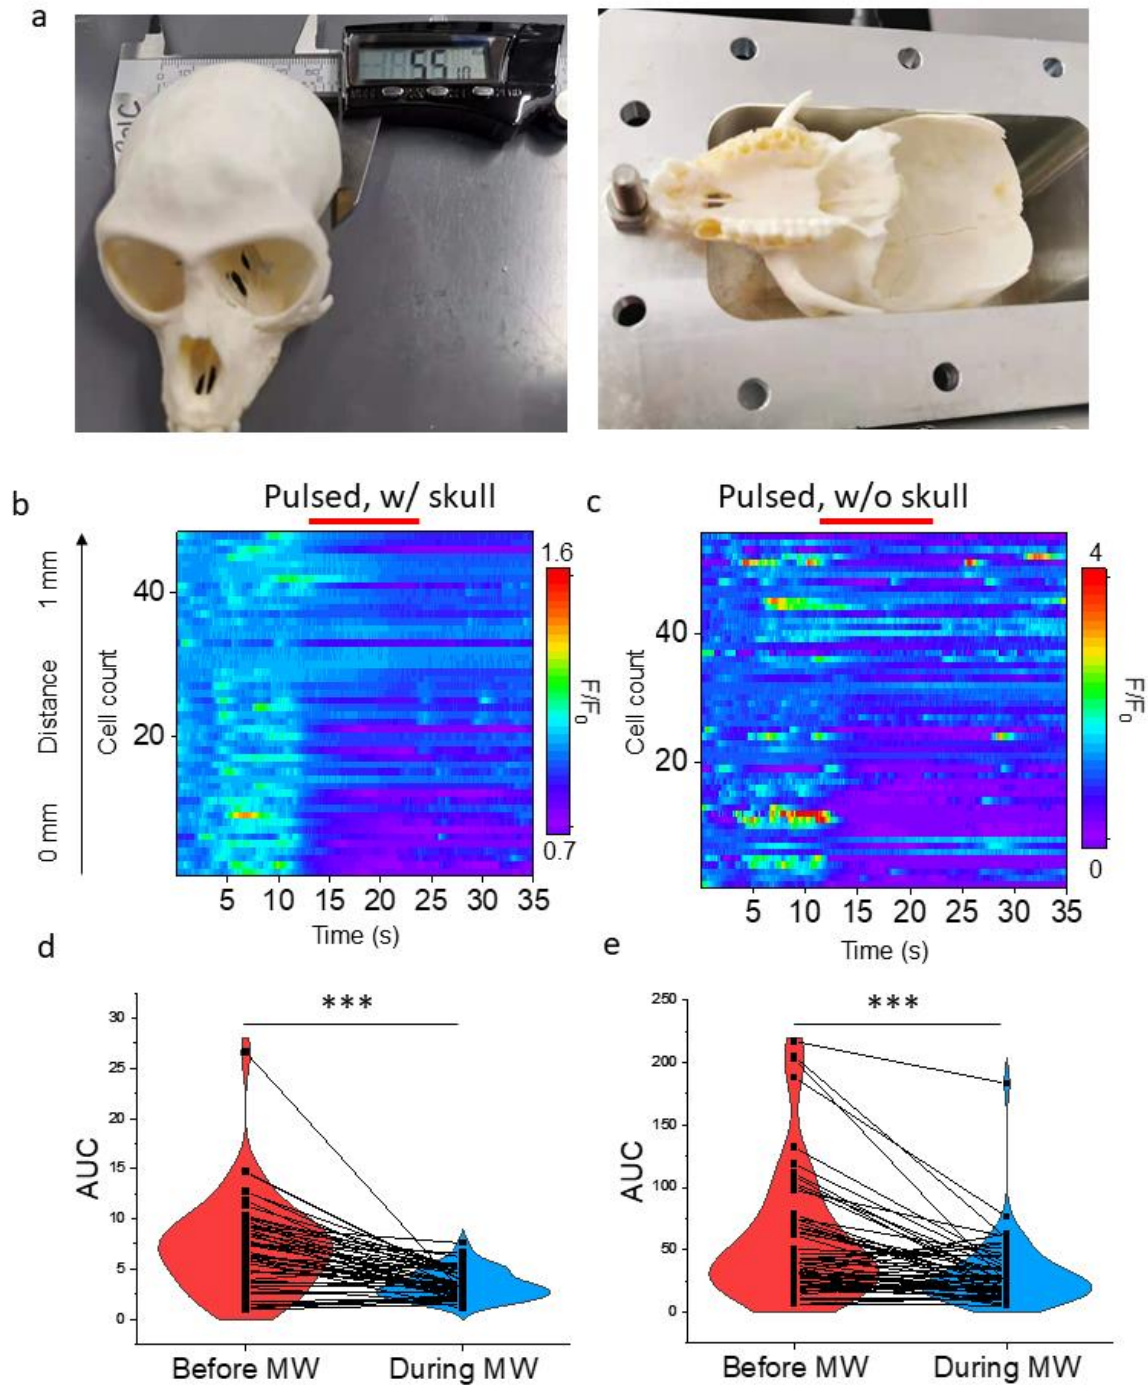 a
55
b
Pulsed, w/ skull
Distance
0 mm
1 mm
Cell count
40
20
1.6
0.7
F/F0
5 10 15 20 25 30 35
Time (s)
c
Pulsed, w/o skull
Cell count
40
20
4
0
F/F0
5 10 15 20 25 30 35
Time (s)
d
***
AUC
30
25
20
15
10
5
0
Before MW During MW
e
***
AUC
250
200
150
100
50
0
Before MW During MW